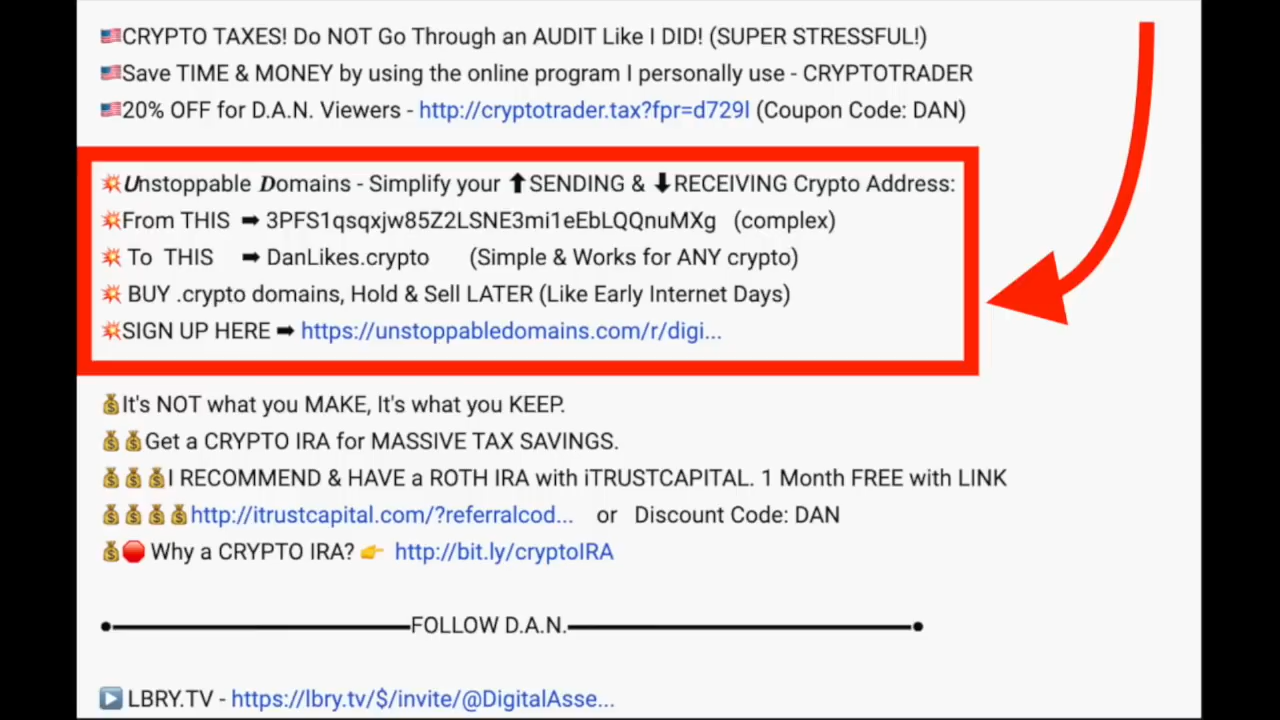 🇺🇸CRYPTO TAXES! Do NOT Go Through an AUDIT Like I DID! (SUPER STRESSFUL!)
🇺🇸Save TIME & MONEY by using the online program I personally use - CRYPTOTRADER
🇺🇸20% OFF for D.A.N. Viewers - http://cryptotrader.tax?fpr=d729l (Coupon Code: DAN)
💥𝑼nstoppable 𝑫omains - Simplify your ⬆SENDING & ⬇RECEIVING Crypto Address:
💥From THIS ➡ 3PFS1qsqxjw85Z2LSNE3mi1eEbLQQnuMXg (complex)
💥 To THIS ➡ DanLikes.crypto (Simple & Works for ANY crypto)
💥 BUY .crypto domains, Hold & Sell LATER (Like Early Internet Days)
💥SIGN UP HERE ➡ https://unstoppabledomains.com/r/digi...
💰It's NOT what you MAKE, It's what you KEEP.
💰💰Get a CRYPTO IRA for MASSIVE TAX SAVINGS.
💰💰💰I RECOMMEND & HAVE a ROTH IRA with iTRUSTCAPITAL. 1 Month FREE with LINK
💰💰💰💰http://itrustcapital.com/?referralcod... or Discount Code: DAN
💰🛑 Why a CRYPTO IRA? 👉 http://bit.ly/cryptoIRA
●▬▬▬▬▬▬▬▬▬▬FOLLOW D.A.N.▬▬▬▬▬▬▬▬▬▬●
▶️ LBRY.TV - https://lbry.tv/$/invite/@DigitalAsse...